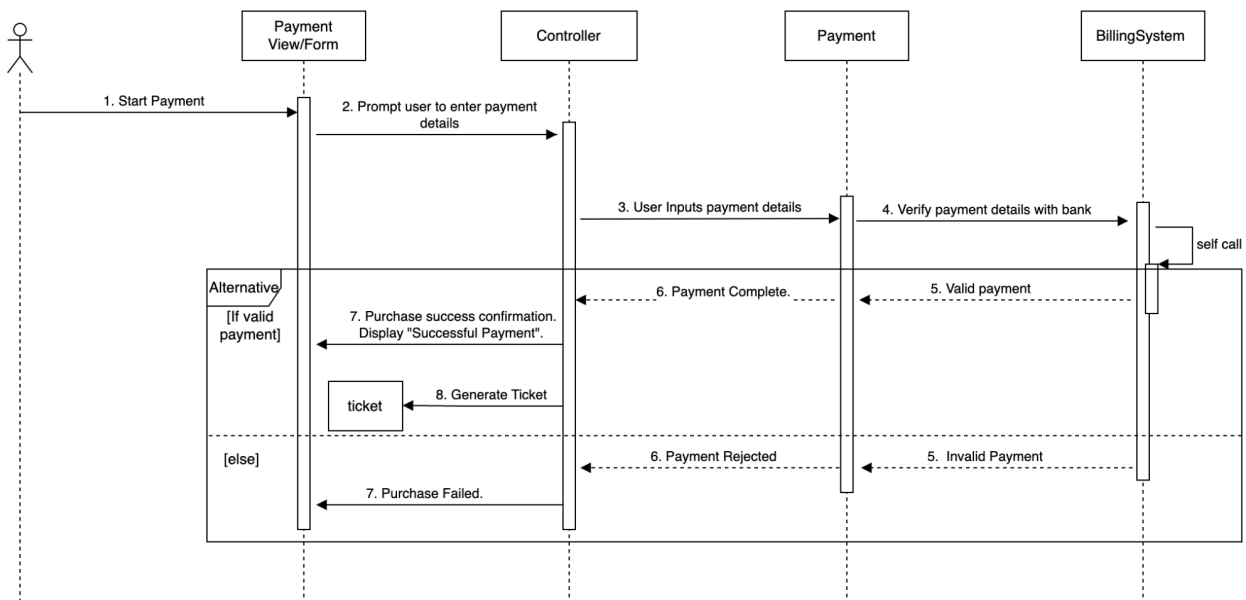 Payment
View/Form
Controller
Payment
BillingSystem
1. Start Payment
2. Prompt user to enter payment
details
3. User Inputs payment details
4. Verify payment details with bank
self call
Alternative
[If valid
payment]
6. Payment Complete.
5. Valid payment
7. Purchase success confirmation.
Display "Successful Payment".
ticket
8. Generate Ticket
[else]
6. Payment Rejected
5. Invalid Payment
7. Purchase Failed.